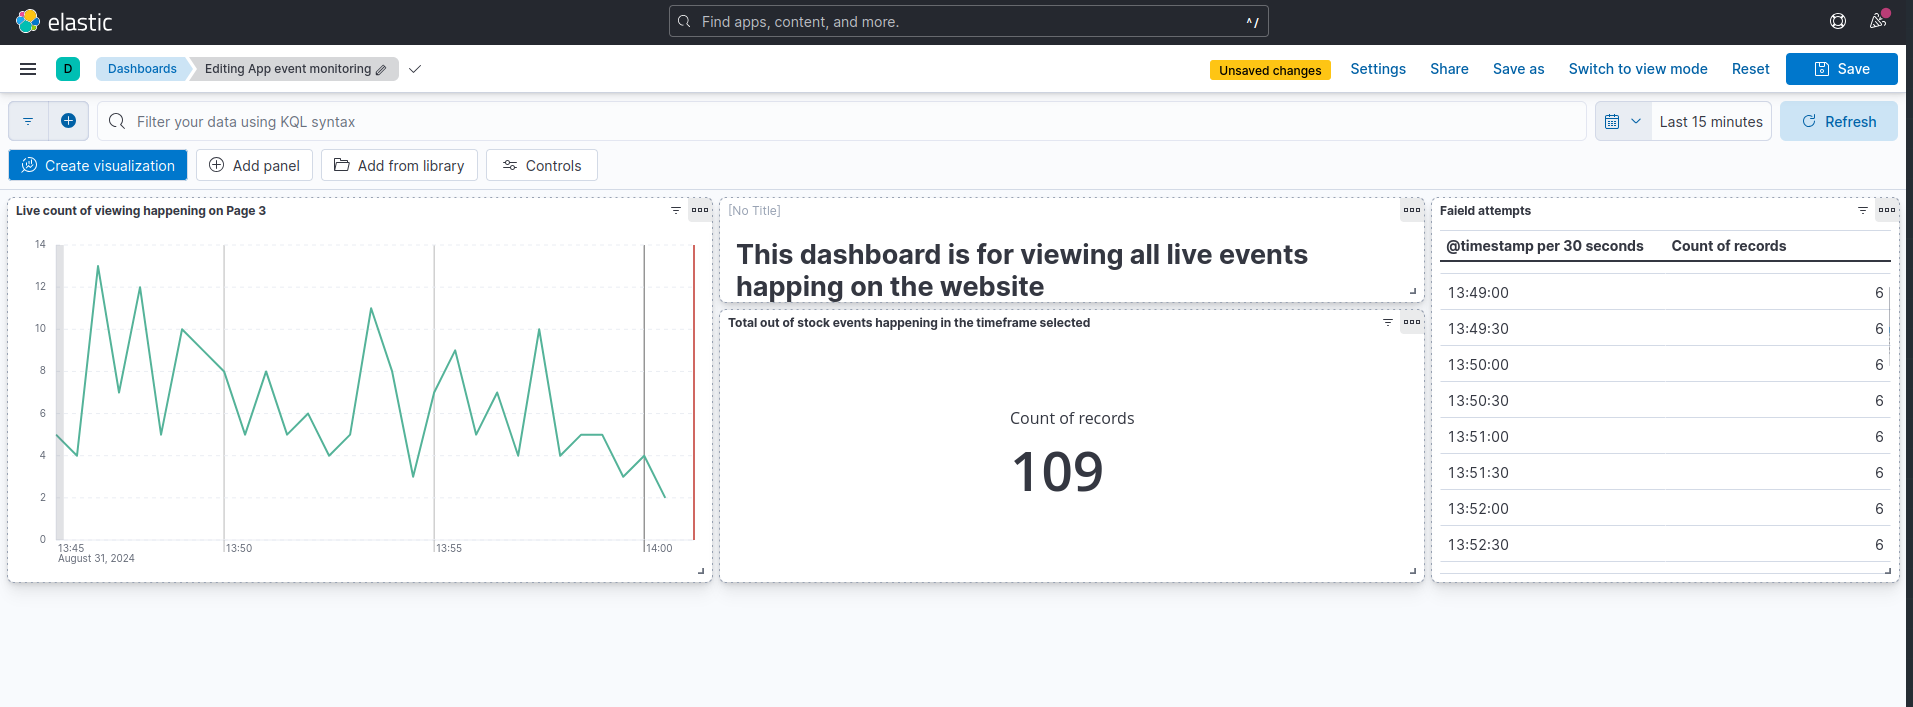 elastic
Find apps, content, and more.
^/
D
Dashboards
Editing App event monitoring
Unsaved changes
Settings
Share
Save as
Switch to view mode
Reset
Save
Filter your data using KQL syntax
Last 15 minutes
Refresh
Create visualization
Add panel
Add from library
Controls
Live count of viewing happening on Page 3
14
12
10
8
6
4
2
0
13:45
August 31, 2024
13:50
13:55
14:00
[No Title]
This dashboard is for viewing all live events
happing on the website
Total out of stock events happening in the timeframe selected
Count of records
109
Faield attempts
@timestamp per 30 seconds Count of records
13:49:00 6
13:49:30 6
13:50:00 6
13:50:30 6
13:51:00 6
13:51:30 6
13:52:00 6
13:52:30 6